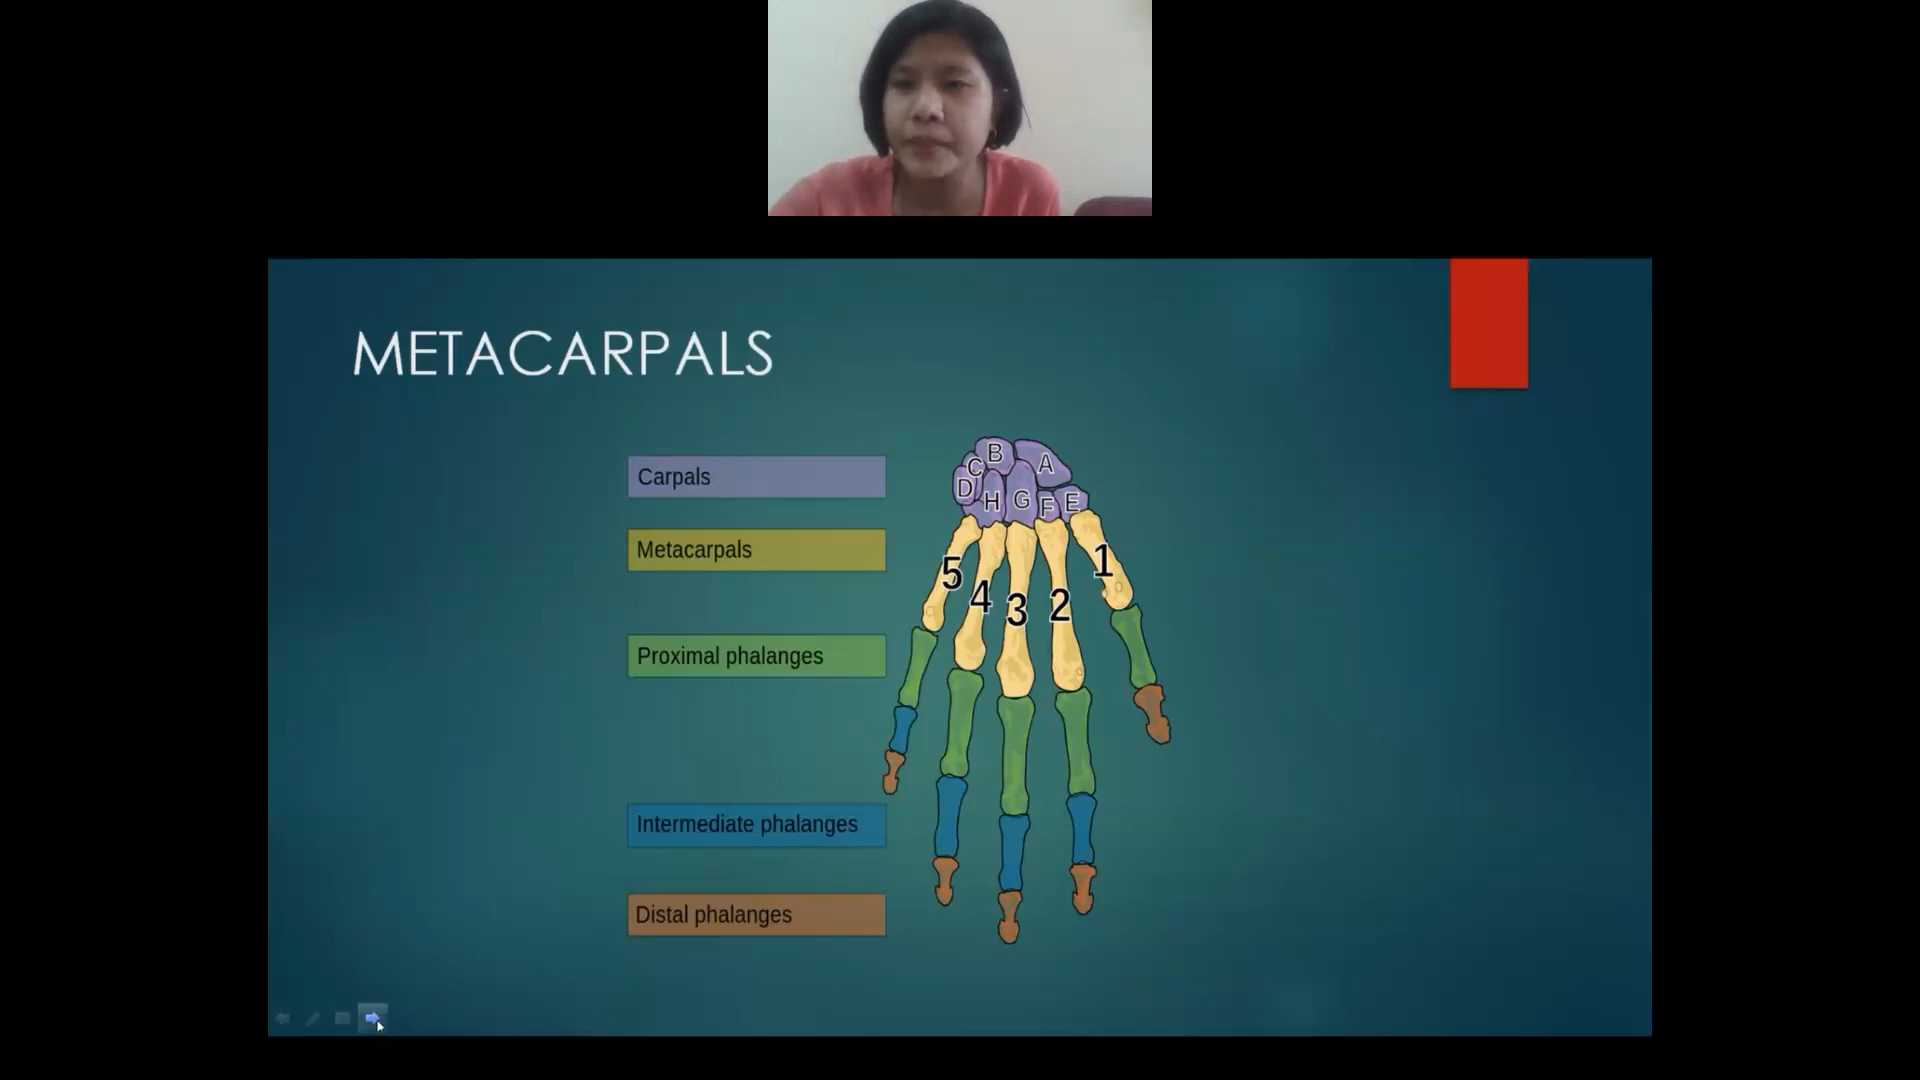 METACARPALS
Carpals
Metacarpals
Proximal phalanges
Intermediate phalanges
Distal phalanges
B
A
C
D
H
G
F
E
1
5
4
3
2